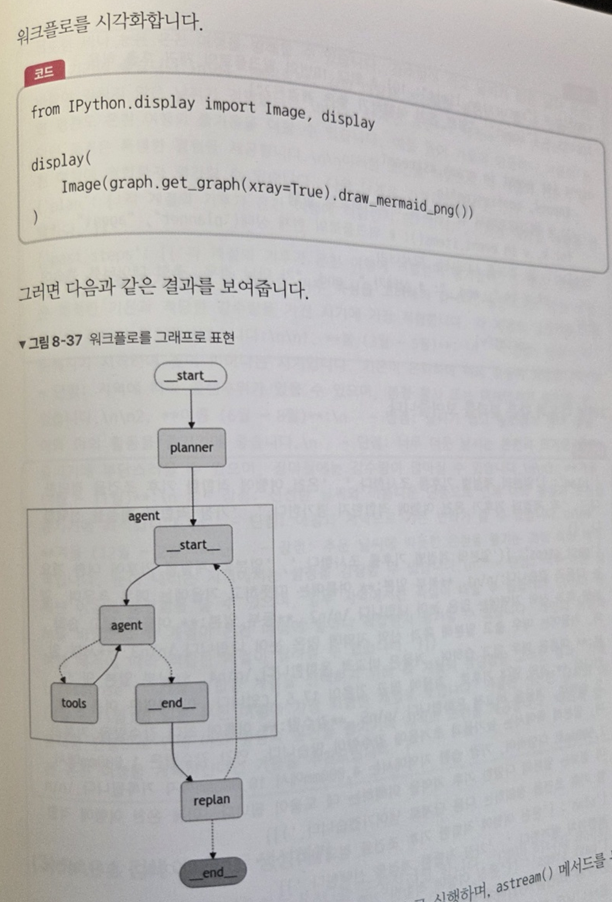 워크플로를 시각화합니다.
코드
from IPython.display import Image, display
display(
Image(graph.get_graph(xray=True).draw_mermaid_png())
)
그러면 다음과 같은 결과를 보여줍니다.
▼ 그림 8-37 워크플로를 그래프로 표현
__start__
planner
agent
__start__
agent
tools
__end__
replan
__end__
실행하며, astream() 메서드를